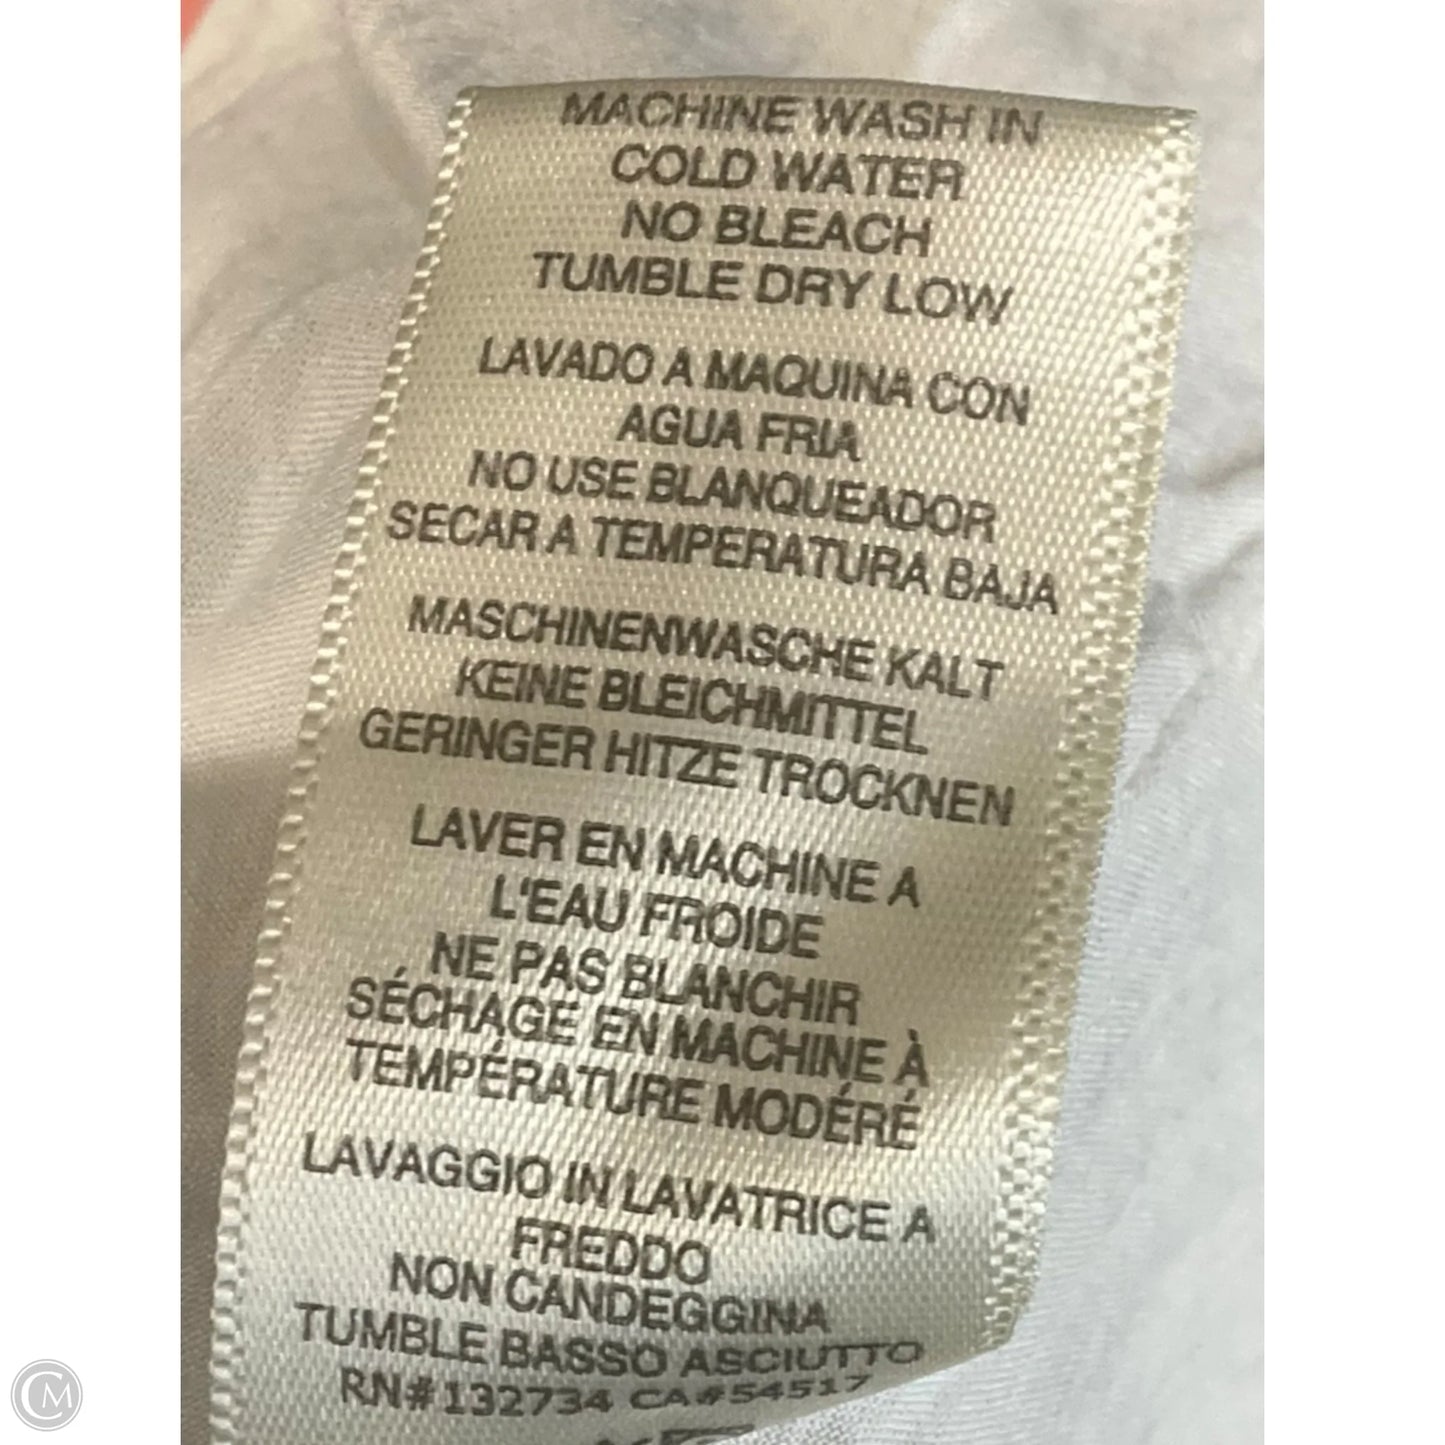 MACHINE WASH IN
COLD WATER
NO BLEACH
TUMBLE DRY LOW
LAVADO A MAQUINA CON
AGUA FRIA
NO USE BLANQUEADOR
SECAR A TEMPERATURA BAJA
MASCHINENWASCHE KALT
KEINE BLEICHMITTEL
GERINGER HITZE TROCKNEN
LAVER EN MACHINE A
L'EAU FROIDE
NE PAS BLANCHIR
SÉCHAGE EN MACHINE À
TEMPÉRATURE MODÉRÉ
LAVAGGIO IN LAVATRICE A
FREDDO
NON CANDEGGINA
TUMBLE BASSO ASCIUTTO
RN#132734 CA#54517
CM